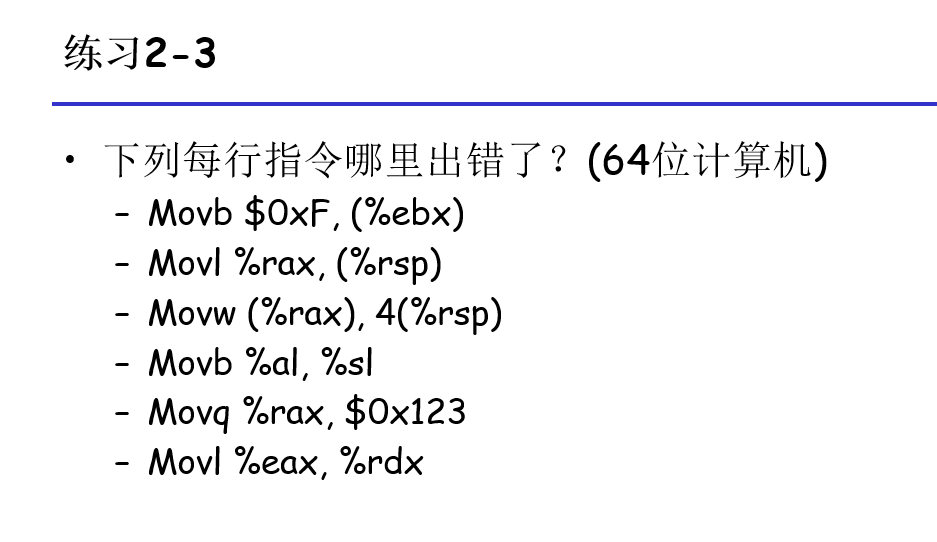 练习2-3
• 下列每行指令哪里出错了？(64位计算机)
– Movb $0xF, (%ebx)
– Movl %rax, (%rsp)
– Movw (%rax), 4(%rsp)
– Movb %al, %sl
– Movq %rax, $0x123
– Movl %eax, %rdx